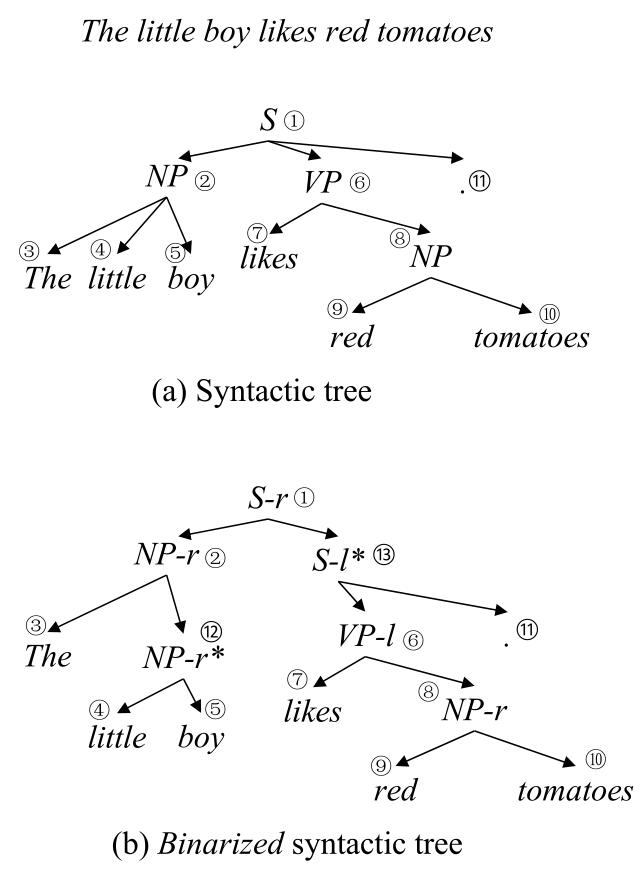 The little boy likes red tomatoes
S ①
NP ② VP ⑥ . ⑪
③ ④ ⑤ ⑦ ⑧
The little boy likes NP
⑨ ⑩
red tomatoes
(a) Syntactic tree
S-r ①
NP-r ② S-l* ⑬
③ ⑫ VP-l ⑥ . ⑪
The NP-r*
④ ⑤ ⑦ ⑧
little boy likes NP-r
⑨ ⑩
red tomatoes
(b) Binarized syntactic tree